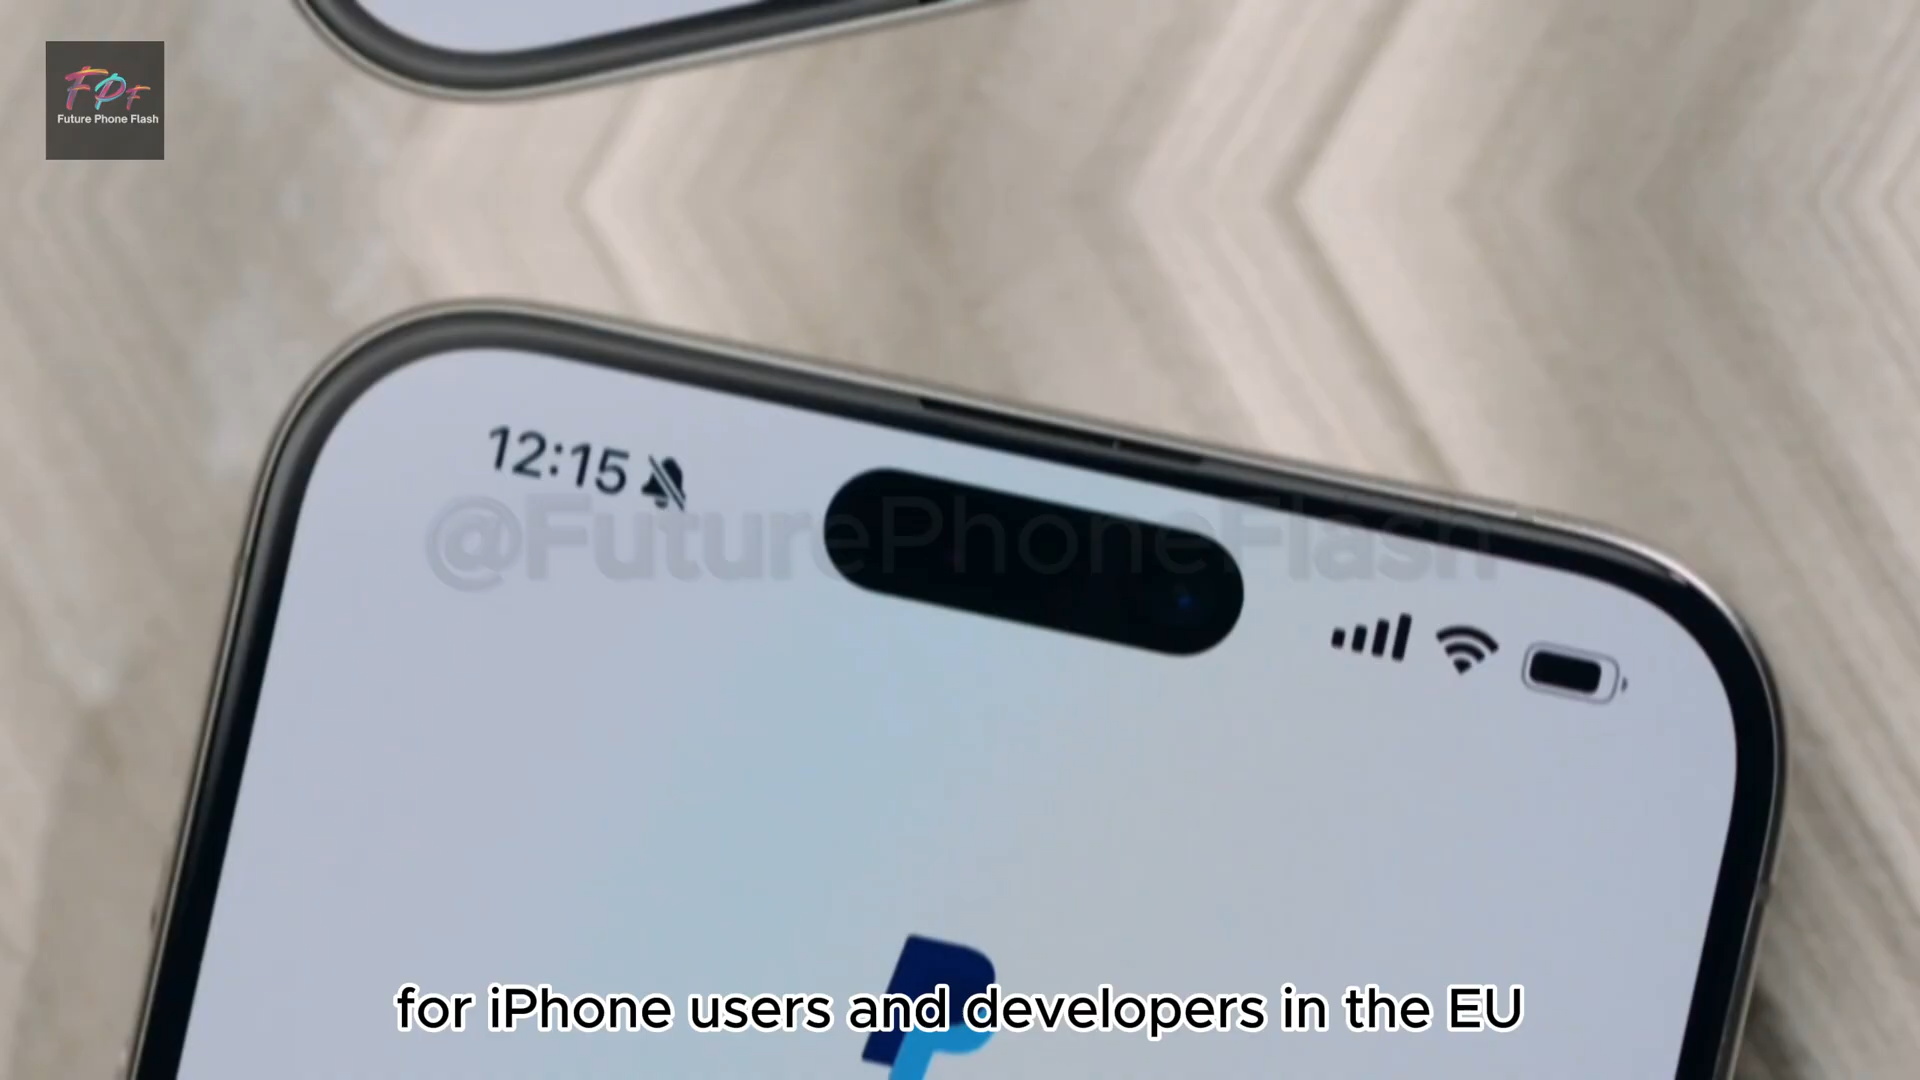 FPF
Future Phone Flash
12:15
@FuturePhoneFlash
for iPhone users and developers in the EU